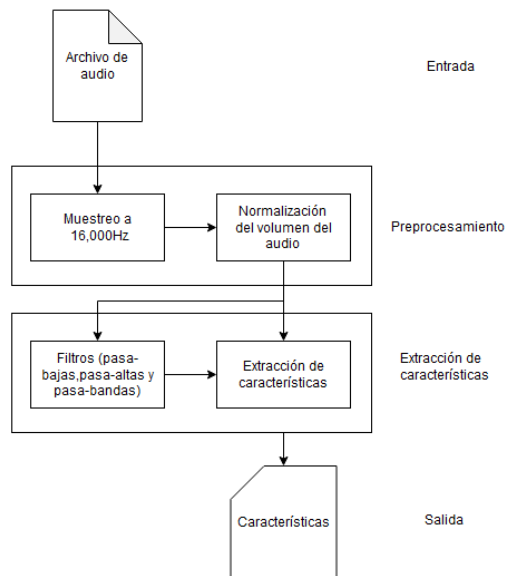 Archivo de
audio
Entrada
Muestreo a
16,000Hz
Normalización
del volumen del
audio
Preprocesamiento
Filtros (pasa-
bajas,pasa-altas y
pasa-bandas)
Extracción de
características
Extracción de
características
Características
Salida